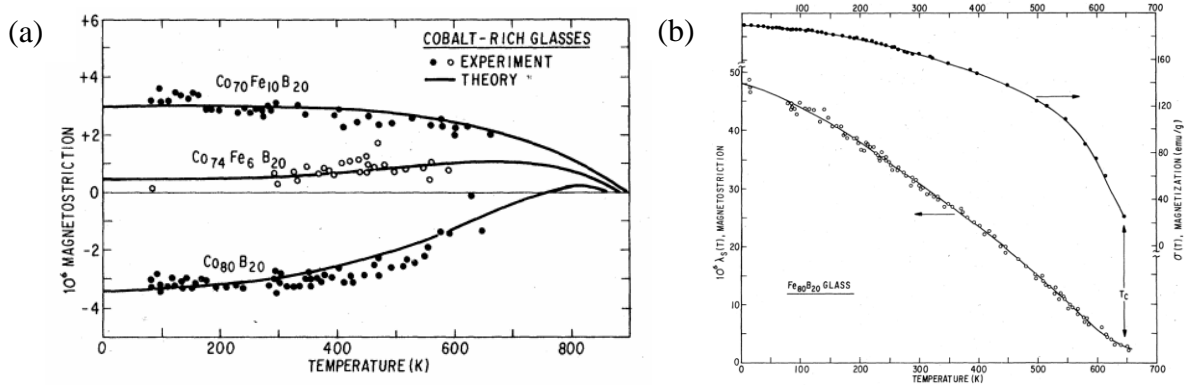 (a)
+6
+4
+2
0
-2
-4
10⁶ MAGNETOSTRICTION
COBALT-RICH GLASSES
● ○ EXPERIMENT
— THEORY
Co70Fe10B20
Co74Fe6B20
Co80B20
0 200 400 600 800
TEMPERATURE (K)
(b)
100 200 300 400 500 600 700
50
40
30
20
10
0
10⁶ λS(T), MAGNETOSTRICTION
140
140
80
40
0
σ(T), MAGNETIZATION (emu/g)
Fe80B20 GLASS
TC
0 100 200 300 400 500 600 700
TEMPERATURE (K)